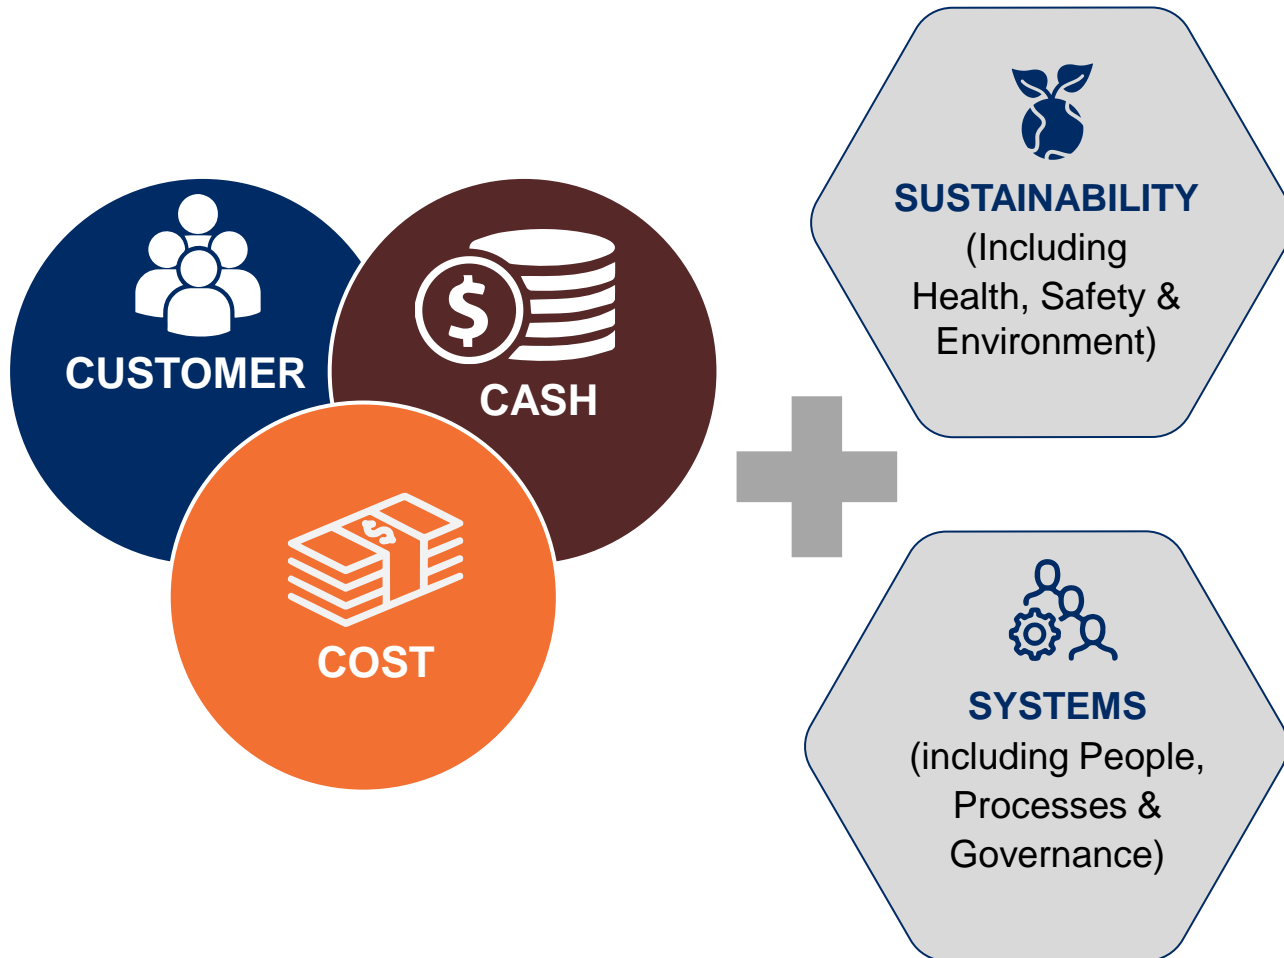 CUSTOMER
CASH
COST
SUSTAINABILITY
(Including
Health, Safety &
Environment)
SYSTEMS
(including People,
Processes &
Governance)